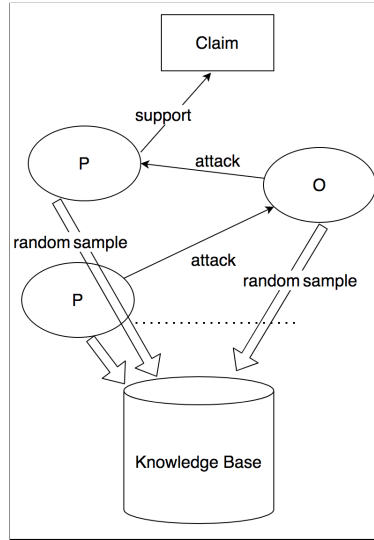 Claim
support
P
attack
O
random sample
attack
random sample
P
Knowledge Base